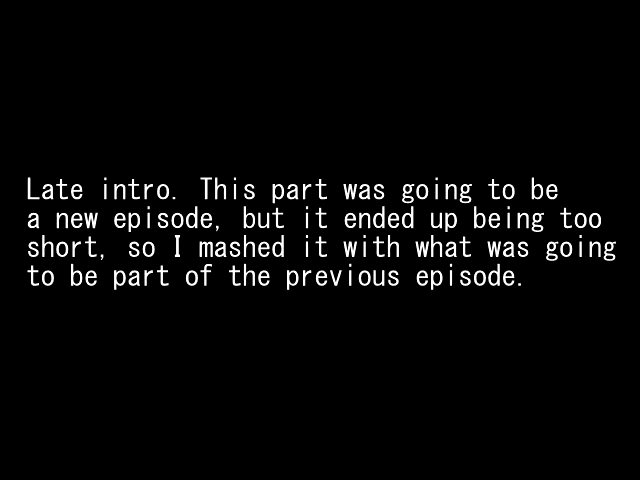 Late intro. This part was going to be
a new episode, but it ended up being too
short, so I mashed it with what was going
to be part of the previous episode.